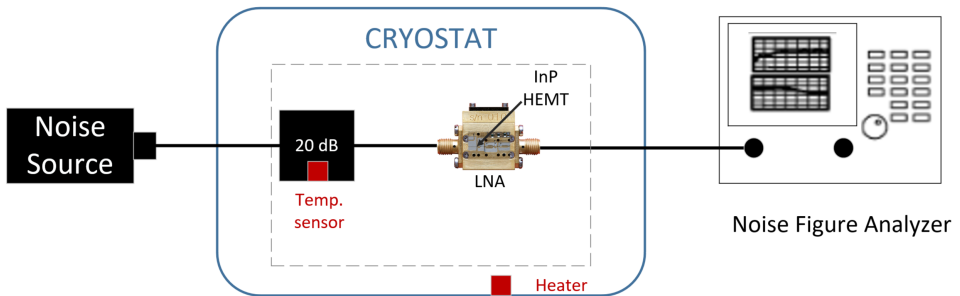 CRYOSTAT
Noise
Source
20 dB
Temp.
sensor
InP
HEMT
LNA
Heater
Noise Figure Analyzer